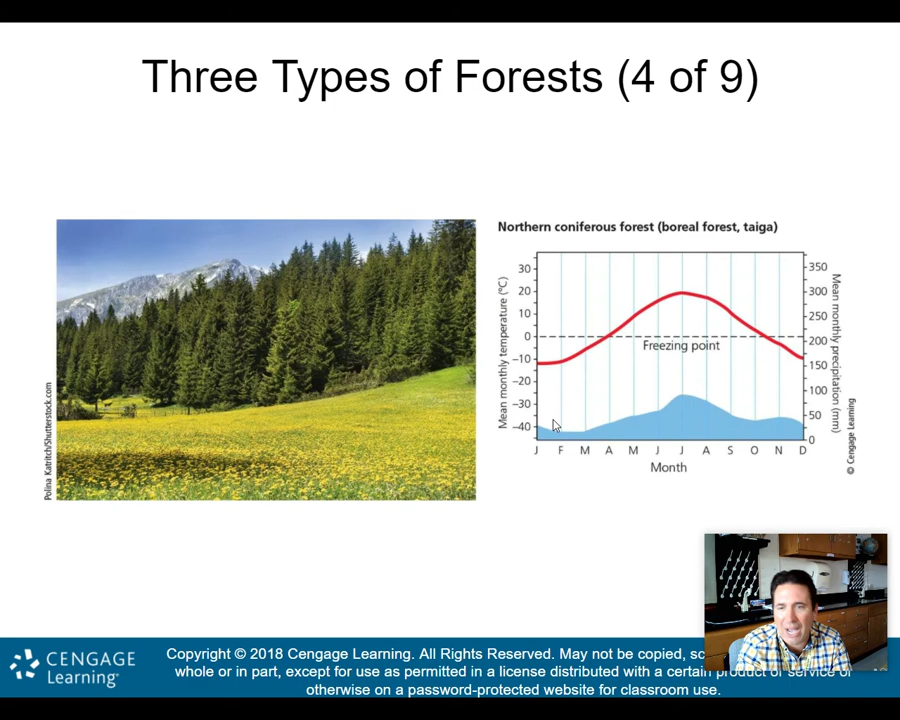 Three Types of Forests (4 of 9)
Polina Katritch/Shutterstock.com
Northern coniferous forest (boreal forest, taiga)
Mean monthly temperature (ºC)
30
20
10
0
–10
–20
–30
–40
Freezing point
350
300
250
200
150
100
50
0
Mean monthly precipitation (mm)
J F M A M J J A S O N D
Month
© Cengage Learning
CENGAGE
Learning
Copyright © 2018 Cengage Learning. All Rights Reserved. May not be copied,
whole or in part, except for use as permitted in a license distributed with a certain product or service or
otherwise on a password-protected website for classroom use.